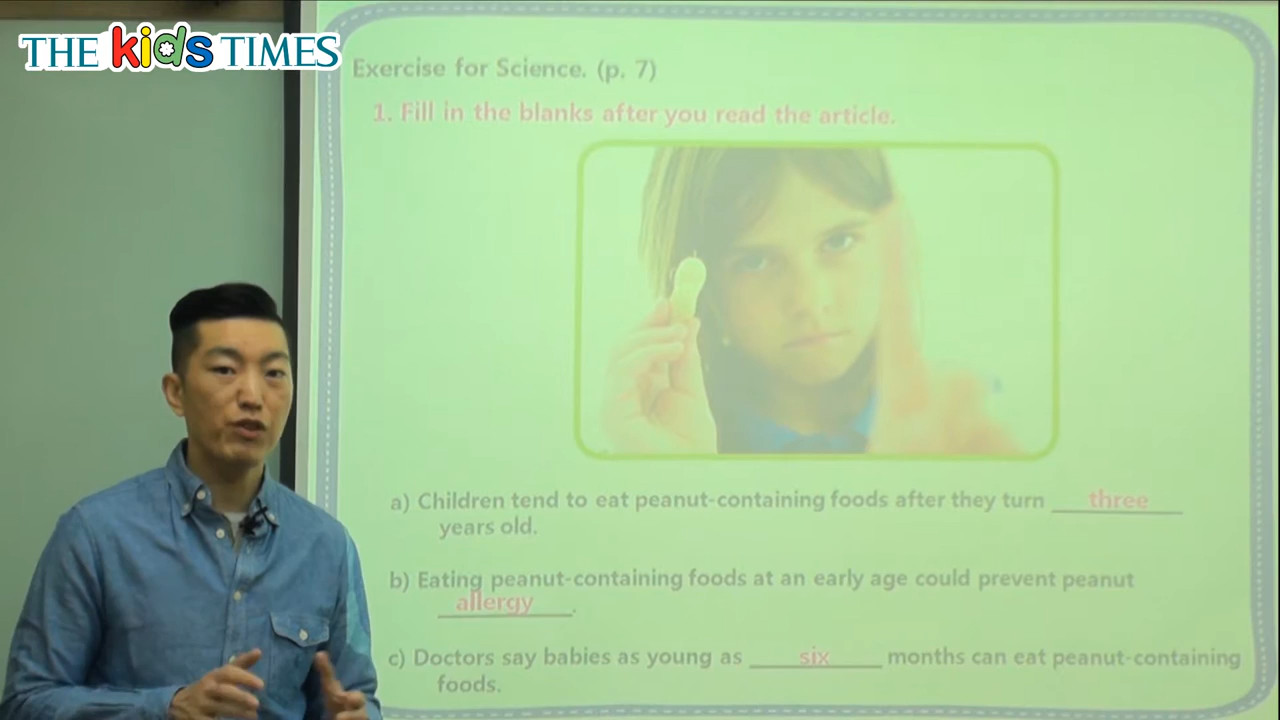 THE kids TIMES
Exercise for Science. (p. 7)
1. Fill in the blanks after you read the article.
a) Children tend to eat peanut-containing foods after they turn three
years old.
b) Eating peanut-containing foods at an early age could prevent peanut
allergy.
c) Doctors say babies as young as six months can eat peanut-containing
foods.